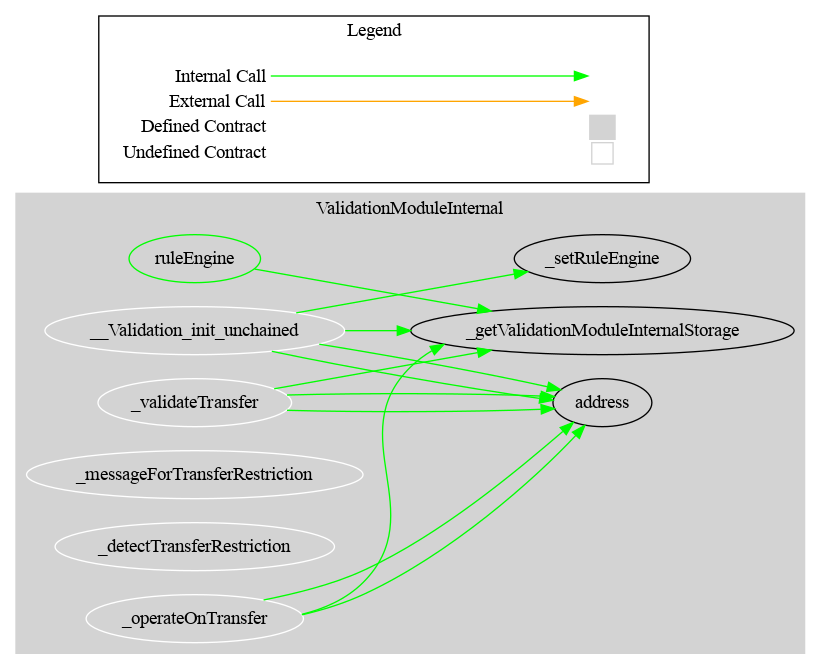 Legend
Internal Call
External Call
Defined Contract
Undefined Contract
ValidationModuleInternal
ruleEngine
_setRuleEngine
__Validation_init_unchained
_getValidationModuleInternalStorage
_validateTransfer
address
_messageForTransferRestriction
_detectTransferRestriction
_operateOnTransfer